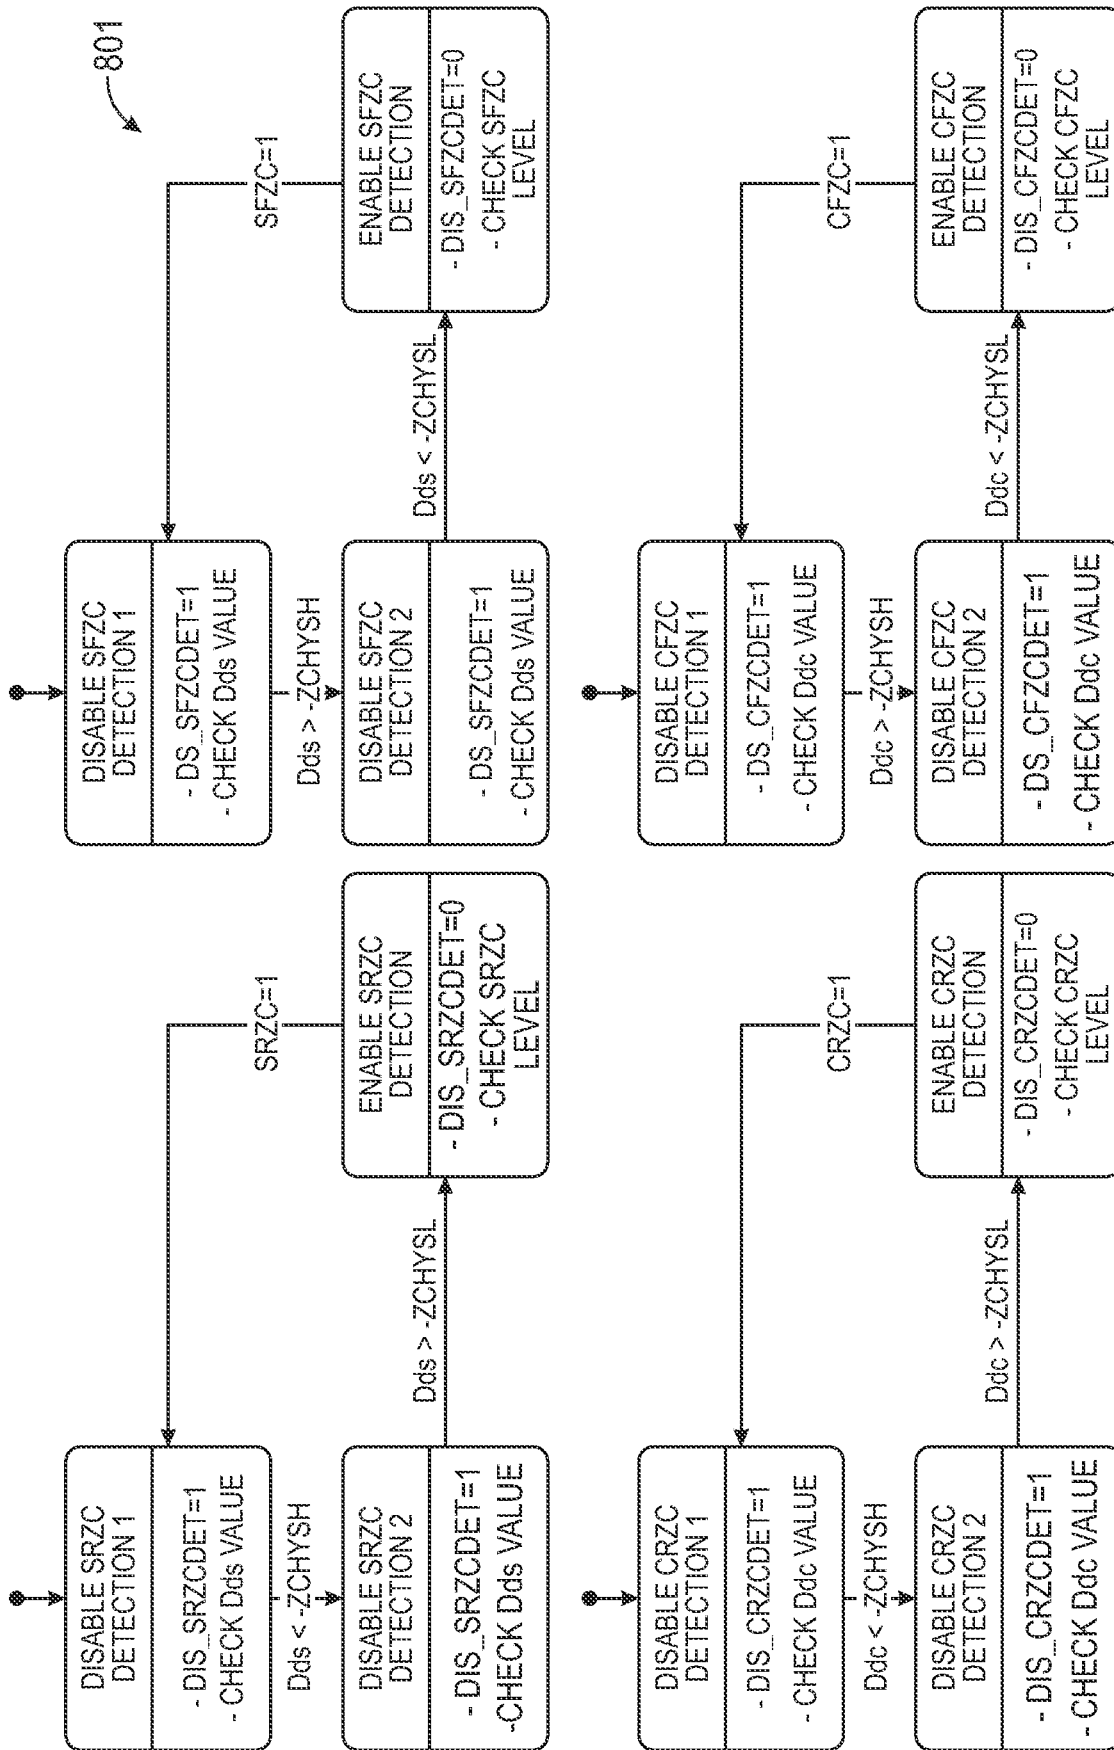 801
DISABLE SRZC
DETECTION 1
- DIS_SRZCDET=1
- CHECK Dds VALUE
Dds < -ZCHYSH
DISABLE SRZC
DETECTION 2
- DIS_SRZCDET=1
-CHECK Dds VALUE
Dds > -ZCHYSL
SRZC=1
ENABLE SRZC
DETECTION
- DIS_SRZCDET=0
- CHECK SRZC
LEVEL
DISABLE SFZC
DETECTION 1
- DS_SFZCDET=1
- CHECK Dds VALUE
Dds > -ZCHYSH
DISABLE SFZC
DETECTION 2
- DS_SFZCDET=1
- CHECK Dds VALUE
Dds < -ZCHYSL
SFZC=1
ENABLE SFZC
DETECTION
- DIS_SFZCDET=0
- CHECK SFZC
LEVEL
DISABLE CRZC
DETECTION 1
- DIS_CRZCDET=1
- CHECK Ddc VALUE
Ddc < -ZCHYSH
DISABLE CRZC
DETECTION 2
- DIS_CRZCDET=1
- CHECK Ddc VALUE
Ddc > -ZCHYSL
CRZC=1
ENABLE CRZC
DETECTION
- DIS_CRZCDET=0
- CHECK CRZC
LEVEL
DISABLE CFZC
DETECTION 1
- DS_CFZCDET=1
- CHECK Ddc VALUE
Ddc > -ZCHYSH
DISABLE CFZC
DETECTION 2
- DS_CFZCDET=1
- CHECK Ddc VALUE
Ddc < -ZCHYSL
CFZC=1
ENABLE CFZC
DETECTION
- DIS_CFZCDET=0
- CHECK CFZC
LEVEL